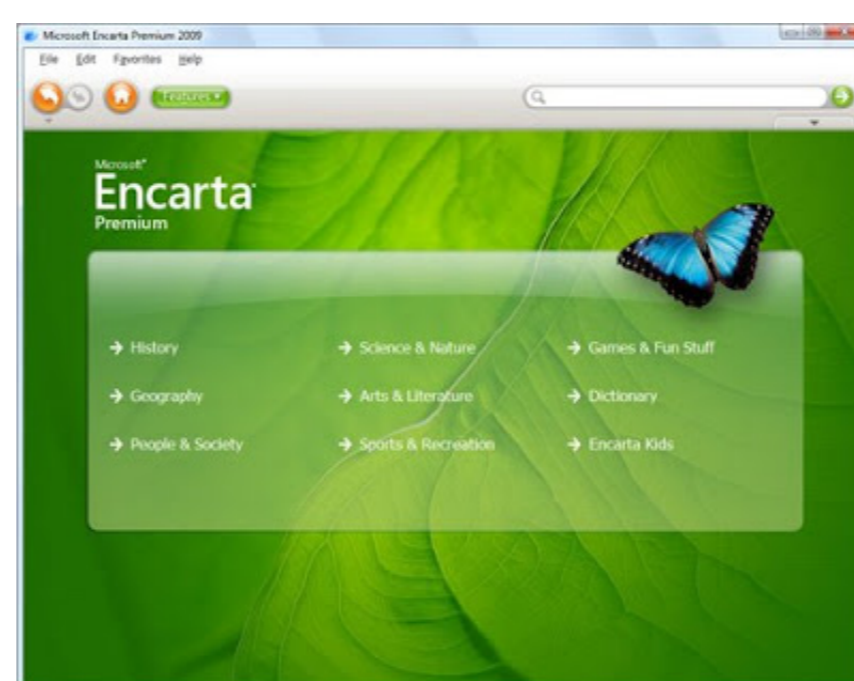 Microsoft Encarta Premium 2009
File Edit Favorites Help
Features
Microsoft®
Encarta
Premium
→ History → Science & Nature → Games & Fun Stuff
→ Geography → Arts & Literature → Dictionary
→ People & Society → Sports & Recreation → Encarta Kids